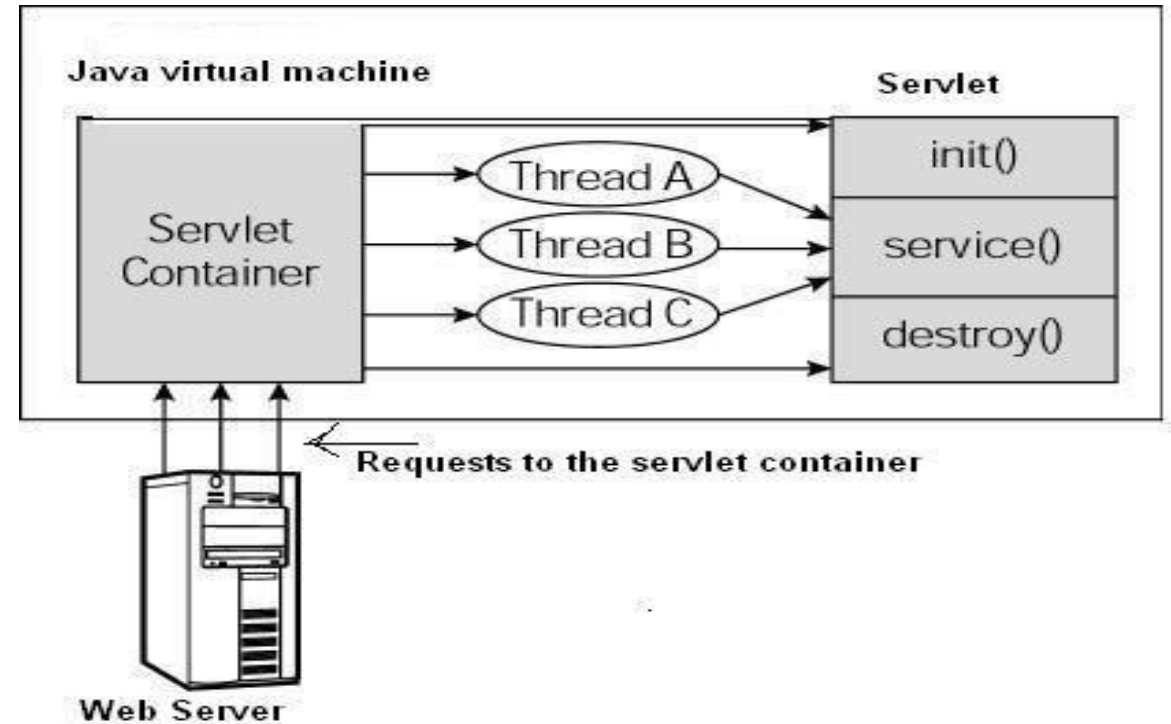 Java virtual machine
Servlet
init()
Thread A
Servlet
Container
Thread B
service()
Thread C
destroy()
Requests to the servlet container
Web Server